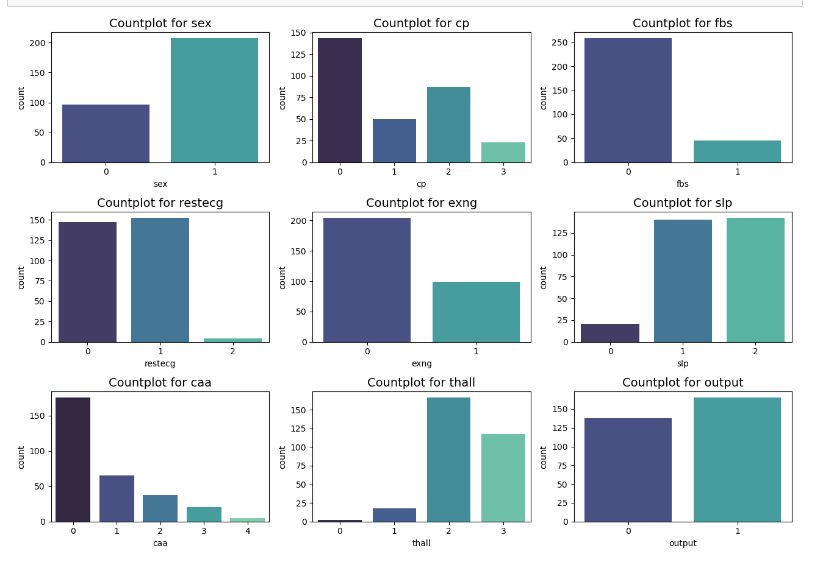 Countplot for sex
200
150
100
50
0
count
0 1
sex
Countplot for cp
150
125
100
75
50
25
0
count
0 1 2 3
cp
Countplot for fbs
250
200
150
100
50
0
count
0 1
fbs
Countplot for restecg
150
125
100
75
50
25
0
count
0 1 2
restecg
Countplot for exng
200
150
100
50
0
count
0 1
exng
Countplot for slp
125
100
75
50
25
0
count
0 1 2
slp
Countplot for caa
150
100
50
0
count
0 1 2 3 4
caa
Countplot for thall
150
125
100
75
50
25
0
count
0 1 2 3
thall
Countplot for output
150
125
100
75
50
25
0
count
0 1
output